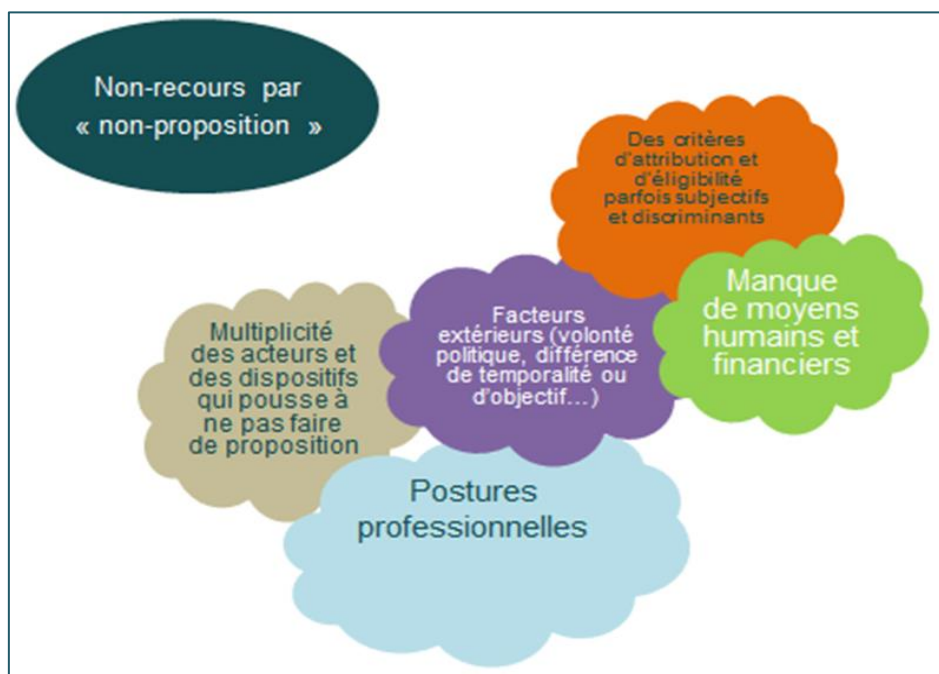 Non-recours par
« non-proposition »
Des critères
d'attribution et
d'éligibilité
parfois subjectifs
et discriminants
Manque
de moyens
humains et
financiers
Facteurs
extérieurs (volonté
politique, différence
de temporalité ou
d'objectif…)
Multiplicité
des acteurs et
des dispositifs
qui pousse à
ne pas faire
de proposition
Postures
professionnelles